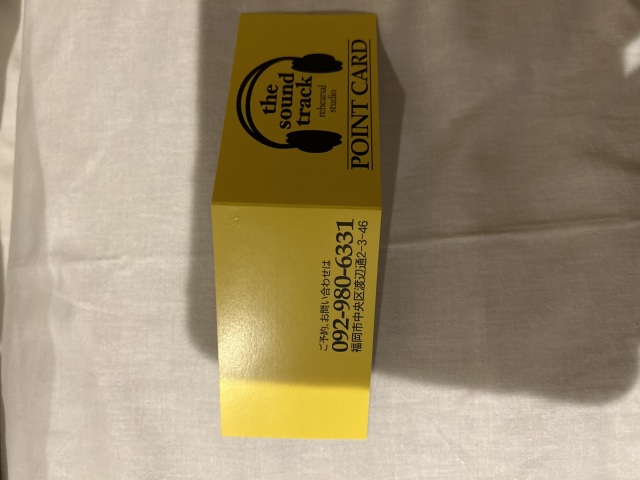 the
sound
track
rehearsal
studio
POINT CARD
ご予約、お問い合わせは
092-980-6331
福岡市中央区渡辺通2-3-46